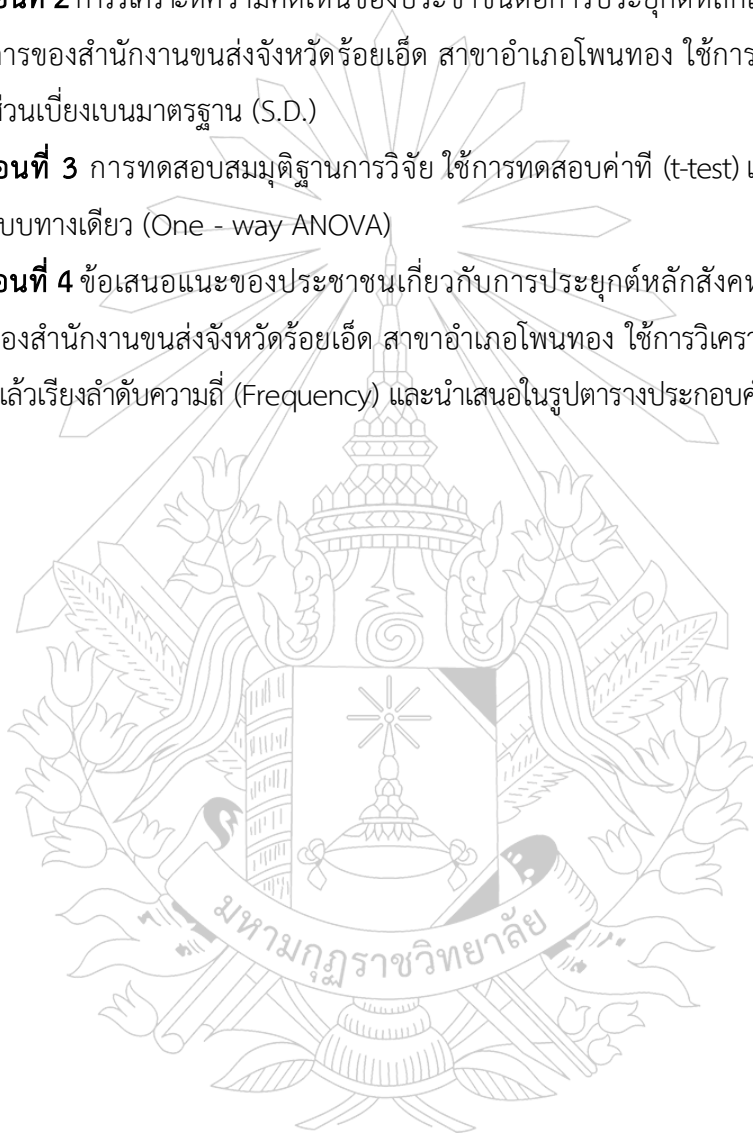 อนที่ 2 การวิเคราะห์ความคิดเห็นของประชาชนต่อการประยุกต์หลัก
การของสำนักงานขนส่งจังหวัดร้อยเอ็ด สาขาอำเภอโพนทอง ใช้การ
ส่วนเบี่ยงเบนมาตรฐาน (S.D.)
อนที่ 3 การทดสอบสมมุติฐานการวิจัย ใช้การทดสอบค่าที (t-test)
บบทางเดียว (One - way ANOVA)
อนที่ 4 ข้อเสนอแนะของประชาชนเกี่ยวกับการประยุกต์หลักสังคห
องสำนักงานขนส่งจังหวัดร้อยเอ็ด สาขาอำเภอโพนทอง ใช้การวิเครา
ล้วเรียงลำดับความถี่ (Frequency) และนำเสนอในรูปตารางประกอบ
มหามกุฏราชวิทยาลัย